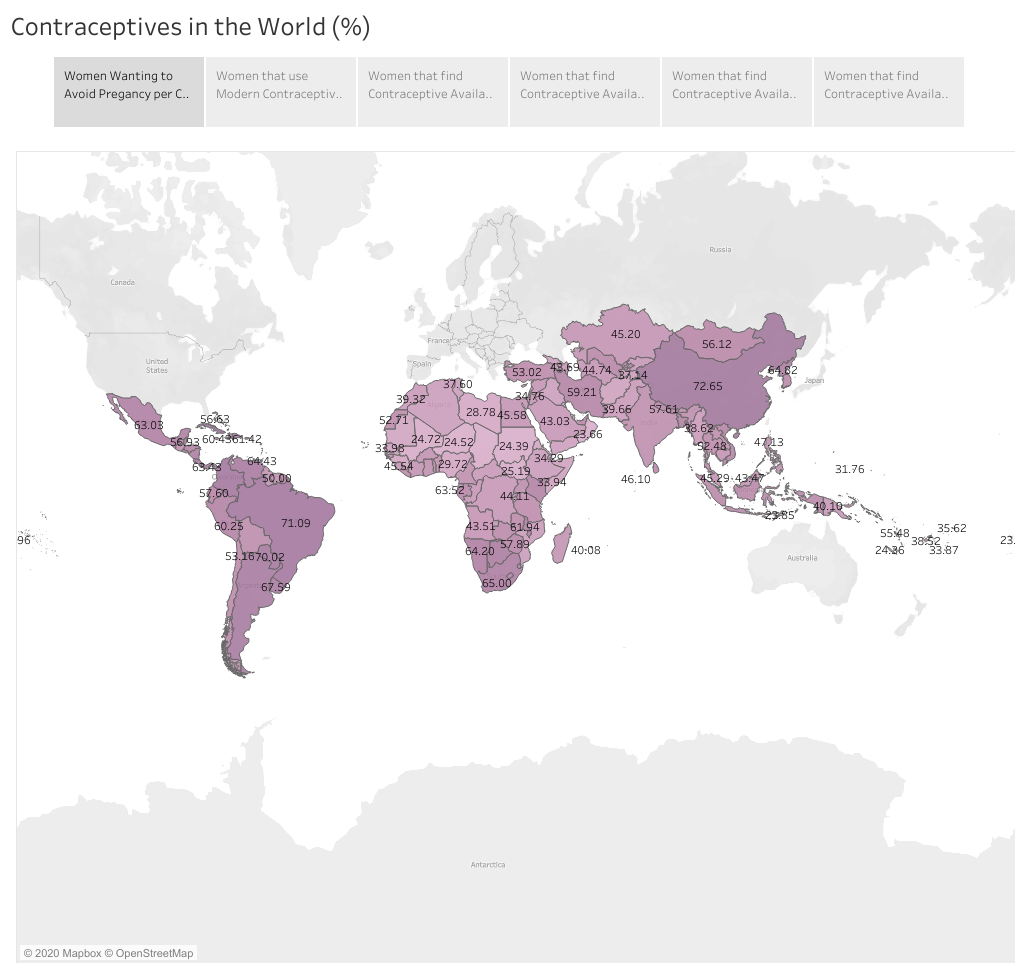 Contraceptives in the World (%)
Women Wanting to
Avoid Pregancy per C..
Women that use
Modern Contraceptiv..
Women that find
Contraceptive Availa..
Women that find
Contraceptive Availa..
Women that find
Contraceptive Availa..
Women that find
Contraceptive Availa..
Russia
Canada
France
45.20
56.12
United
States
Spain
53.02
43.69
44.74
37.14
64.82
Japan
37.60
72.65
39.32
34.76
59.21
63.03
56.63
52.71
28.78
45.58
43.03
39.66
57.61
56.93
60.43
61.42
33.98
24.72
24.52
24.39
23.66
38.62
52.48
47.13
63.43
64.43
45.54
29.72
25.19
34.29
31.76
50.00
33.94
46.10
45.29
43.47
57.60
63.52
44.11
40.10
60.25
71.09
43.51
61.94
23.85
35.62
96
53.16
70.02
64.20
57.89
40.08
55.48
38.52
23.
24.26
33.87
Australia
67.59
65.00
Antarctica
© 2020 Mapbox © OpenStreetMap